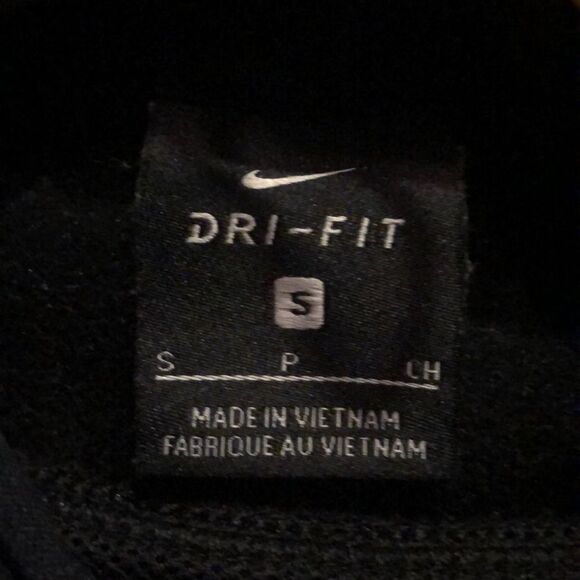 DRI-FIT
S
S P CH
MADE IN VIETNAM
FABRIQUE AU VIETNAM